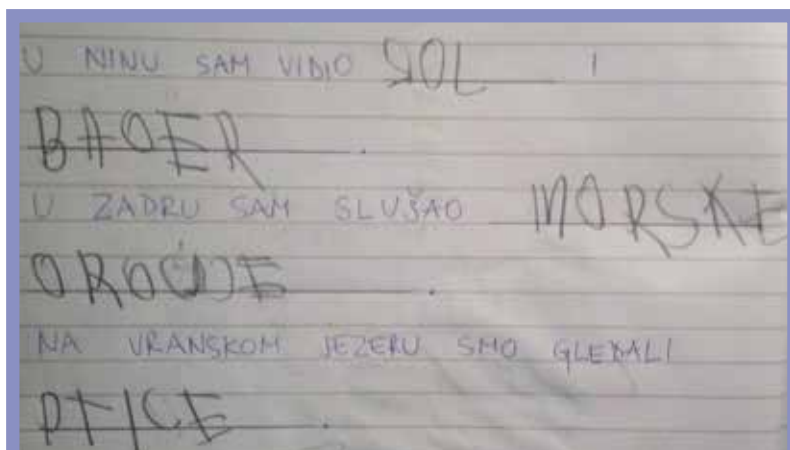 U NINU SAM VIDIO SOL I
BAGER.
U ZADRU SAM SLUŠAO MORSKE
ORGULJE.
NA VRANSKOM JEZERU SMO GLEDALI
PTICE.